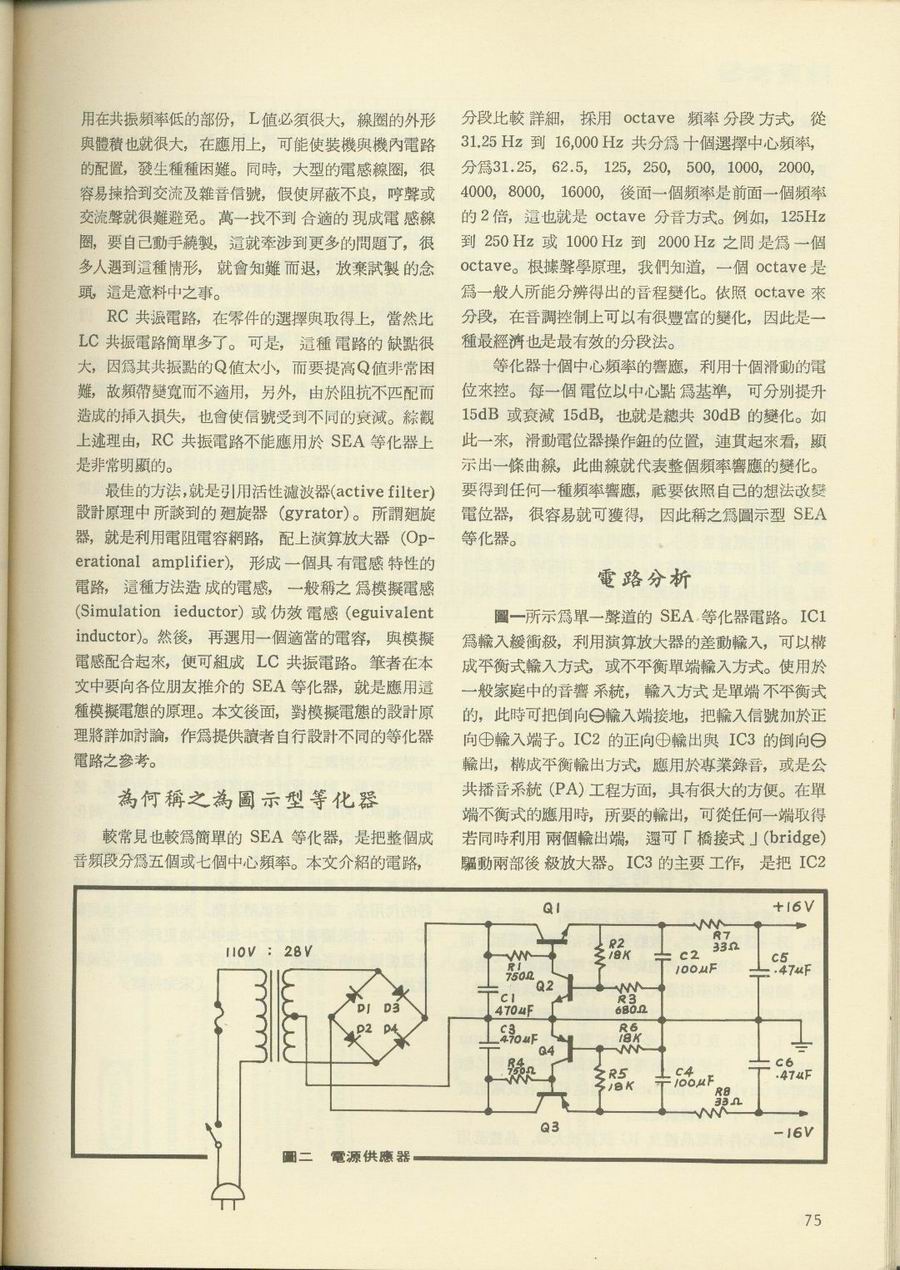 用在共振頻率低的部份，L值必須很大，線圈的外形
與體積也就很大，在應用上，可能使裝機與機內電路
的配置，發生種種困難。同時，大型的電感線圈，很
容易揀拾到交流及雜音信號，假使屏蔽不良，哼聲或
交流聲就很難避免。萬一找不到合適的現成電感線
圈，要自己動手繞製，這就牽涉到更多的問題了，很
多人遇到這種情形，就會知難而退，放棄試製的念
頭，這是意料中之事。
RC 共振電路，在零件的選擇與取得上，當然比
LC 共振電路簡單多了。可是，這種電路的缺點很
大，因爲其共振點的Q值太小，而要提高Q值非常困
難，故頻帶變寬而不適用，另外，由於阻抗不匹配而
造成的挿入損失，也會使信號受到不同的衰減。綜觀
上述理由，RC 共振電路不能應用於 SEA 等化器上
是非常明顯的。
最佳的方法，就是引用活性濾波器(active filter)
設計原理中所談到的廻旋器 (gyrator)。所謂廻旋
器，就是利用電阻電容網路，配上演算放大器 (Op-
erational amplifier)，形成一個具有電感特性的
電路，這種方法造成的電感，一般稱之爲模擬電感
(Simulation ieductor) 或仿效電感 (eguivalent
inductor)。然後，再選用一個適當的電容，與模擬
電感配合起來，便可組成 LC 共振電路。筆者在本
文中要向各位朋友推介的 SEA 等化器，就是應用這
種模擬電態的原理。本文後面，對模擬電態的設計原
理將詳加討論，作爲提供讀者自行設計不同的等化器
電路之參考。
為何稱之為圖示型等化器
較常見也較爲簡單的 SEA 等化器，是把整個成
音頻段分爲五個或七個中心頻率。本文介紹的電路，
分段比較詳細，採用 octave 頻率分段方式，從
31.25 Hz 到 16,000 Hz 共分爲十個選擇中心頻率，
分爲31.25, 62.5, 125, 250, 500, 1000, 2000,
4000, 8000, 16000, 後面一個頻率是前面一個頻率
的 2 倍，這也就是 octave 分音方式。例如，125Hz
到 250 Hz 或 1000 Hz 到 2000 Hz 之間是爲一個
octave。根據聲學原理，我們知道，一個 octave 是
爲一般人所能分辨得出的音程變化。依照 octave 來
分段，在音調控制上可以有很豐富的變化，因此是一
種最經濟也是最有效的分段法。
等化器十個中心頻率的響應，利用十個滑動的電
位來控。每一個電位以中心點爲基準，可分別提升
15dB 或衰減 15dB，也就是總共 30dB 的變化。如
此一來，滑動電位器操作鈕的位置，連貫起來看，顯
示出一條曲線，此曲線就代表整個頻率響應的變化。
要得到任何一種頻率響應，祇要依照自己的想法改變
電位器，很容易就可獲得，因此稱之爲圖示型 SEA
等化器。
電路分析
圖一所示爲單一聲道的 SEA 等化器電路。IC1
爲輸入緩衝級，利用演算放大器的差動輸入，可以構
成平衡式輸入方式，或不平衡單端輸入方式。使用於
一般家庭中的音響系統，輸入方式是單端不平衡式
的，此時可把倒向⊖輸入端接地，把輸入信號加於正
向⊕輸入端子。IC2 的正向⊕輸出與 IC3 的倒向⊖
輸出，構成平衡輸出方式，應用於專業錄音，或是公
共播音系統 (PA) 工程方面，具有很大的方便。在單
端不衡式的應用時，所要的輸出，可從任何一端取得
若同時利用兩個輸出端，還可「橋接式」(bridge)
驅動兩部後級放大器。IC3 的主要工作，是把 IC2
110V : 28V
D1 D3
D2 D4
Q1
R1
750Ω
Q2
C1
470μF
C3
470μF
Q4
R4
750Ω
Q3
R2
18K
R3
680Ω
R6
18K
R5
18K
C2
100μF
C4
100μF
R7
33Ω
R8
33Ω
C5
.47μF
C6
.47μF
+16V
-16V
圖二 電源供應器
75